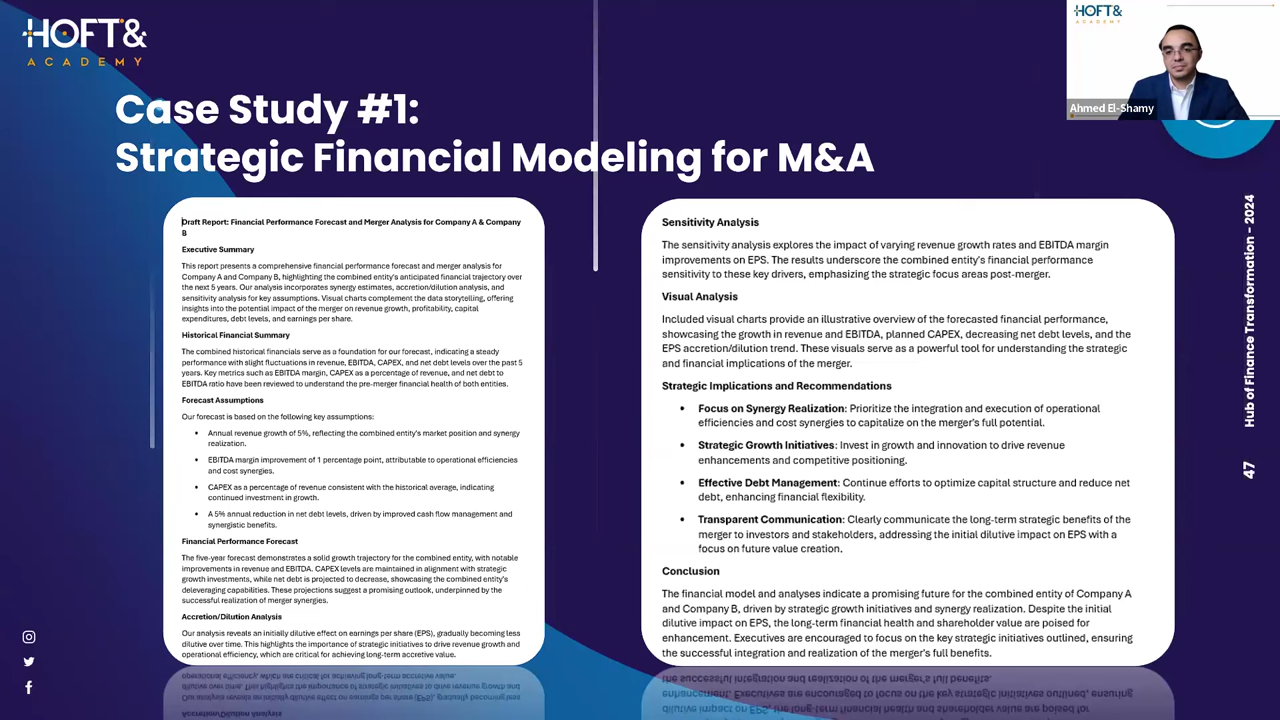 HOFT&
ACADEMY
HOFT&
ACADEMY
Ahmed El-Shamy
Case Study #1:
Strategic Financial Modeling for M&A
Draft Report: Financial Performance Forecast and Merger Analysis for Company A & Company
B
Executive Summary
This report presents a comprehensive financial performance forecast and merger analysis for
Company A and Company B, highlighting the combined entity's anticipated financial trajectory over
the next 5 years. Our analysis incorporates synergy estimates, accretion/dilution analysis, and
sensitivity analysis for key assumptions. Visual charts complement the data storytelling, offering
insights into the potential impact of the merger on revenue growth, profitability, capital
expenditures, debt levels, and earnings per share.
Historical Financial Summary
The combined historical financials serve as a foundation for our forecast, indicating a steady
performance with slight fluctuations in revenue, EBITDA, CAPEX, and net debt levels over the past 5
years. Key metrics such as EBITDA margin, CAPEX as a percentage of revenue, and net debt to
EBITDA ratio have been reviewed to understand the pre-merger financial health of both entities.
Forecast Assumptions
Our forecast is based on the following key assumptions:
• Annual revenue growth of 5%, reflecting the combined entity's market position and synergy
realization.
• EBITDA margin improvement of 1 percentage point, attributable to operational efficiencies
and cost synergies.
• CAPEX as a percentage of revenue consistent with the historical average, indicating
continued investment in growth.
• A 5% annual reduction in net debt levels, driven by improved cash flow management and
synergistic benefits.
Financial Performance Forecast
The five-year forecast demonstrates a solid growth trajectory for the combined entity, with notable
improvements in revenue and EBITDA. CAPEX levels are maintained in alignment with strategic
growth investments, while net debt is projected to decrease, showcasing the combined entity's
deleveraging capabilities. These projections suggest a promising outlook, underpinned by the
successful realization of merger synergies.
Accretion/Dilution Analysis
Our analysis reveals an initially dilutive effect on earnings per share (EPS), gradually becoming less
dilutive over time. This highlights the importance of strategic initiatives to drive revenue growth and
operational efficiency, which are critical for achieving long-term accretive value.
Sensitivity Analysis
The sensitivity analysis explores the impact of varying revenue growth rates and EBITDA margin
improvements on EPS. The results underscore the combined entity's financial performance
sensitivity to these key drivers, emphasizing the strategic focus areas post-merger.
Visual Analysis
Included visual charts provide an illustrative overview of the forecasted financial performance,
showcasing the growth in revenue and EBITDA, planned CAPEX, decreasing net debt levels, and the
EPS accretion/dilution trend. These visuals serve as a powerful tool for understanding the strategic
and financial implications of the merger.
Strategic Implications and Recommendations
• Focus on Synergy Realization: Prioritize the integration and execution of operational
efficiencies and cost synergies to capitalize on the merger's full potential.
• Strategic Growth Initiatives: Invest in growth and innovation to drive revenue
enhancements and competitive positioning.
• Effective Debt Management: Continue efforts to optimize capital structure and reduce net
debt, enhancing financial flexibility.
• Transparent Communication: Clearly communicate the long-term strategic benefits of the
merger to investors and stakeholders, addressing the initial dilutive impact on EPS with a
focus on future value creation.
Conclusion
The financial model and analyses indicate a promising future for the combined entity of Company A
and Company B, driven by strategic growth initiatives and synergy realization. Despite the initial
dilutive impact on EPS, the long-term financial health and shareholder value are poised for
enhancement. Executives are encouraged to focus on the key strategic initiatives outlined, ensuring
the successful integration and realization of the merger's full benefits.
Hub of Finance Transformation - 2024
47